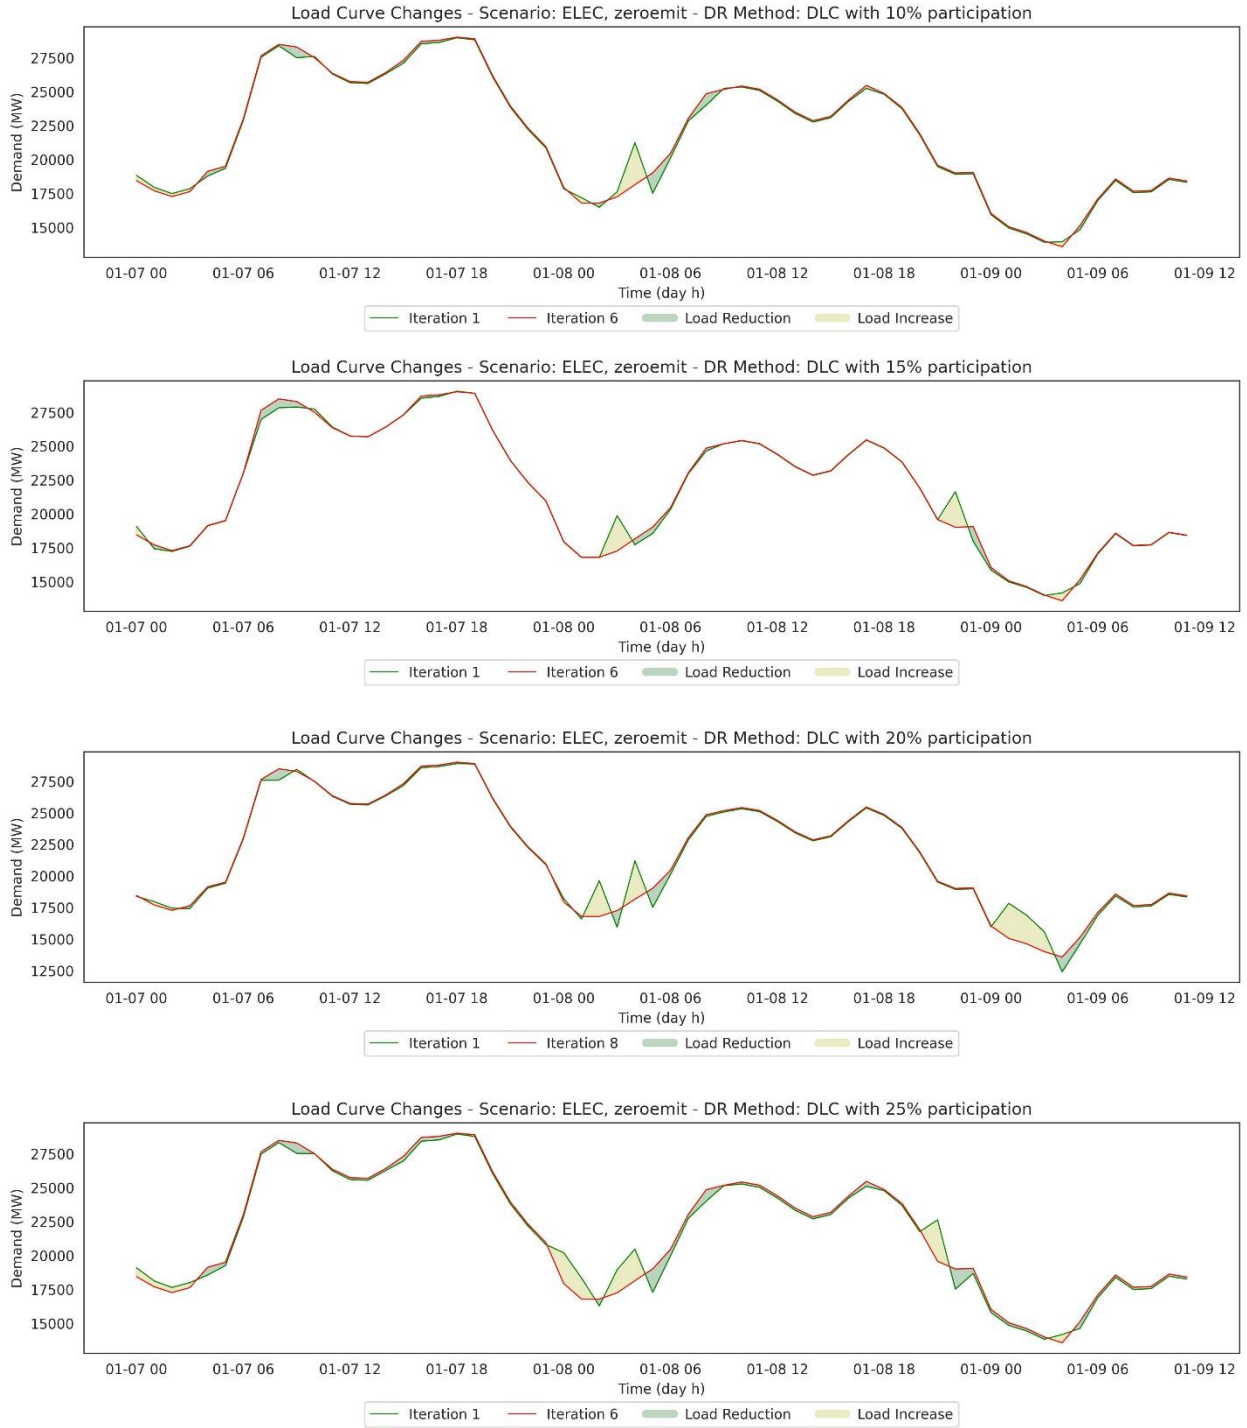 Load Curve Changes - Scenario: ELEC, zeroemit - DR Method: DLC with 10% participation
Demand (MW)
27500
25000
22500
20000
17500
15000
01-07 00 01-07 06 01-07 12 01-07 18 01-08 00 01-08 06 01-08 12 01-08 18 01-09 00 01-09 06 01-09 12
Time (day h)
Iteration 1 Iteration 6 Load Reduction Load Increase
Load Curve Changes - Scenario: ELEC, zeroemit - DR Method: DLC with 15% participation
Demand (MW)
27500
25000
22500
20000
17500
15000
01-07 00 01-07 06 01-07 12 01-07 18 01-08 00 01-08 06 01-08 12 01-08 18 01-09 00 01-09 06 01-09 12
Time (day h)
Iteration 1 Iteration 6 Load Reduction Load Increase
Load Curve Changes - Scenario: ELEC, zeroemit - DR Method: DLC with 20% participation
Demand (MW)
27500
25000
22500
20000
17500
15000
12500
01-07 00 01-07 06 01-07 12 01-07 18 01-08 00 01-08 06 01-08 12 01-08 18 01-09 00 01-09 06 01-09 12
Time (day h)
Iteration 1 Iteration 8 Load Reduction Load Increase
Load Curve Changes - Scenario: ELEC, zeroemit - DR Method: DLC with 25% participation
Demand (MW)
27500
25000
22500
20000
17500
15000
01-07 00 01-07 06 01-07 12 01-07 18 01-08 00 01-08 06 01-08 12 01-08 18 01-09 00 01-09 06 01-09 12
Time (day h)
Iteration 1 Iteration 6 Load Reduction Load Increase